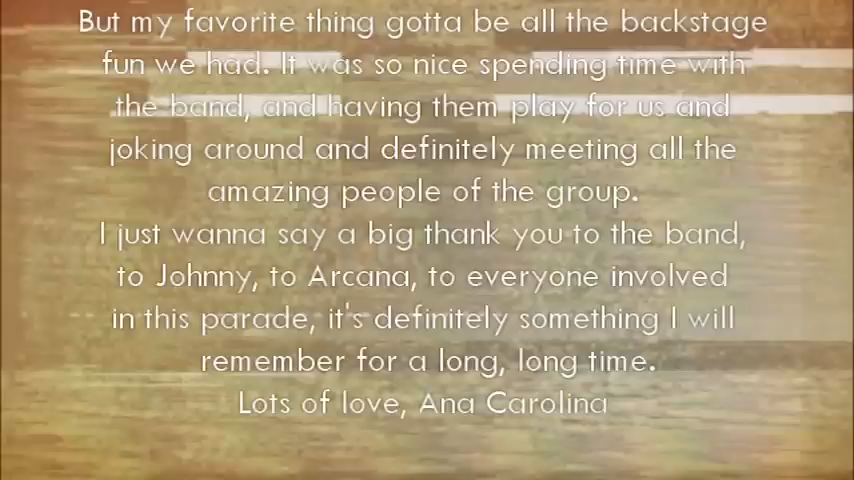 But my favorite thing gotta be all the backstage
fun we had. It was so nice spending time with
the band, and having them play for us and
joking around and definitely meeting all the
amazing people of the group.
I just wanna say a big thank you to the band,
to Johnny, to Arcana, to everyone involved
in this parade, it's definitely something I will
remember for a long, long time.
Lots of love, Ana Carolina